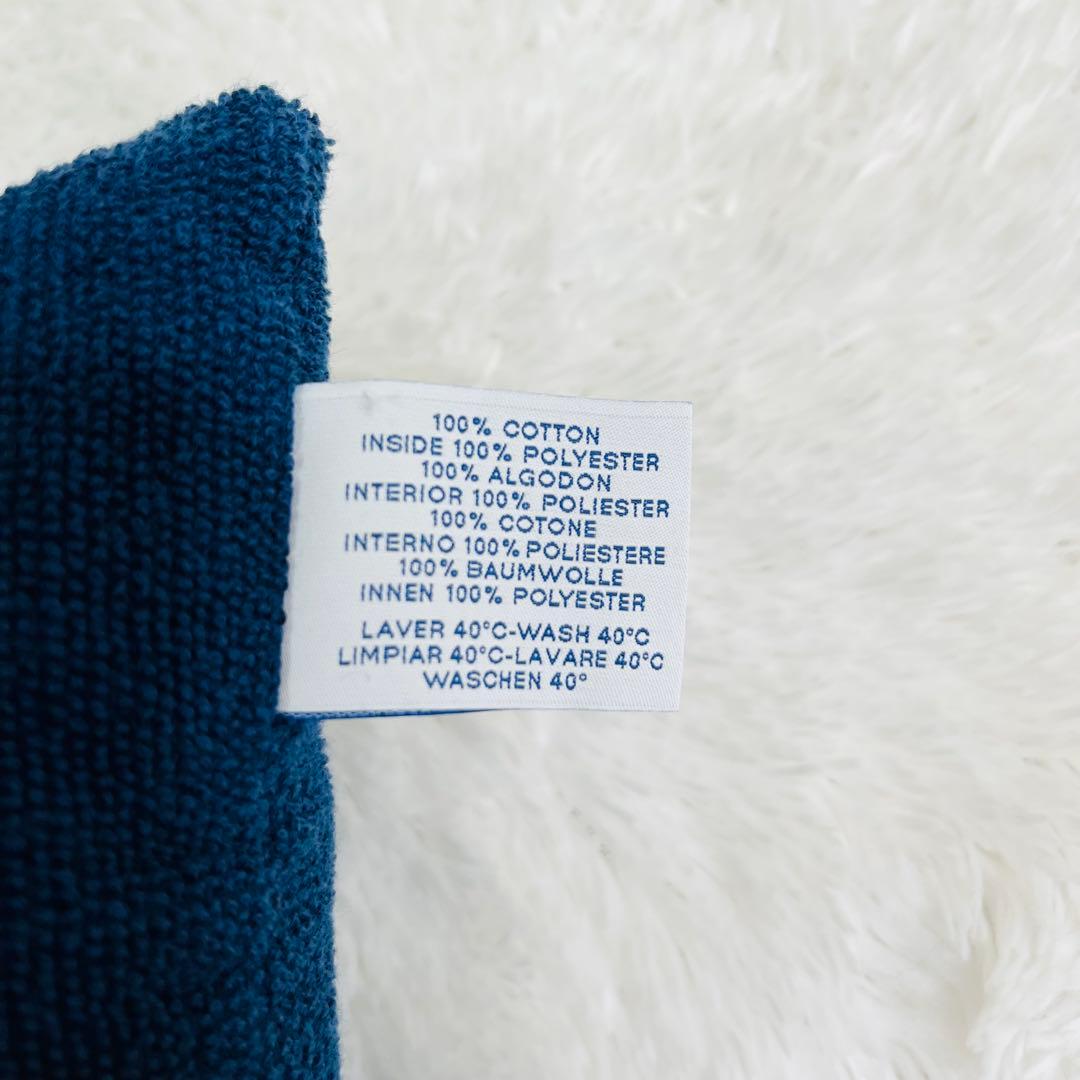 100% COTTON
INSIDE 100% POLYESTER
100% ALGODON
INTERIOR 100% POLIESTER
100% COTONE
INTERNO 100% POLIESTERE
100% BAUMWOLLE
INNEN 100% POLYESTER
LAVER 40°C-WASH 40°C
LIMPIAR 40°C-LAVARE 40°C
WASCHEN 40°